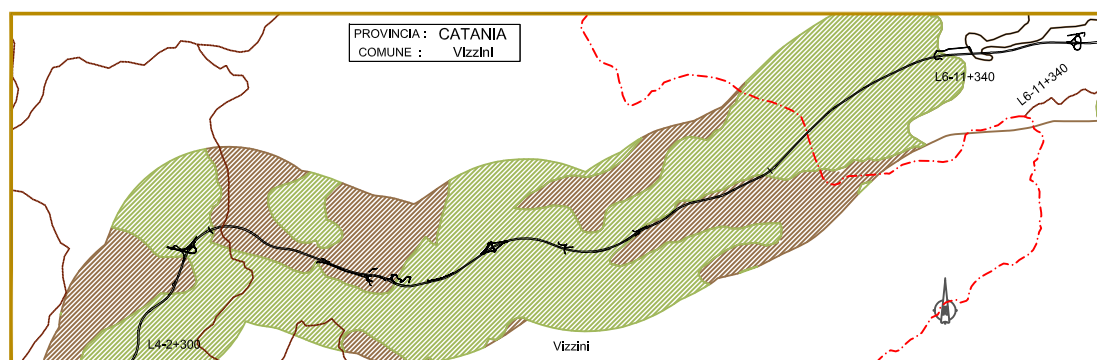 PROVINCIA : CATANIA
COMUNE : Vizzini
L6-11+340
L6-11+340
L4-2+300
Vizzini